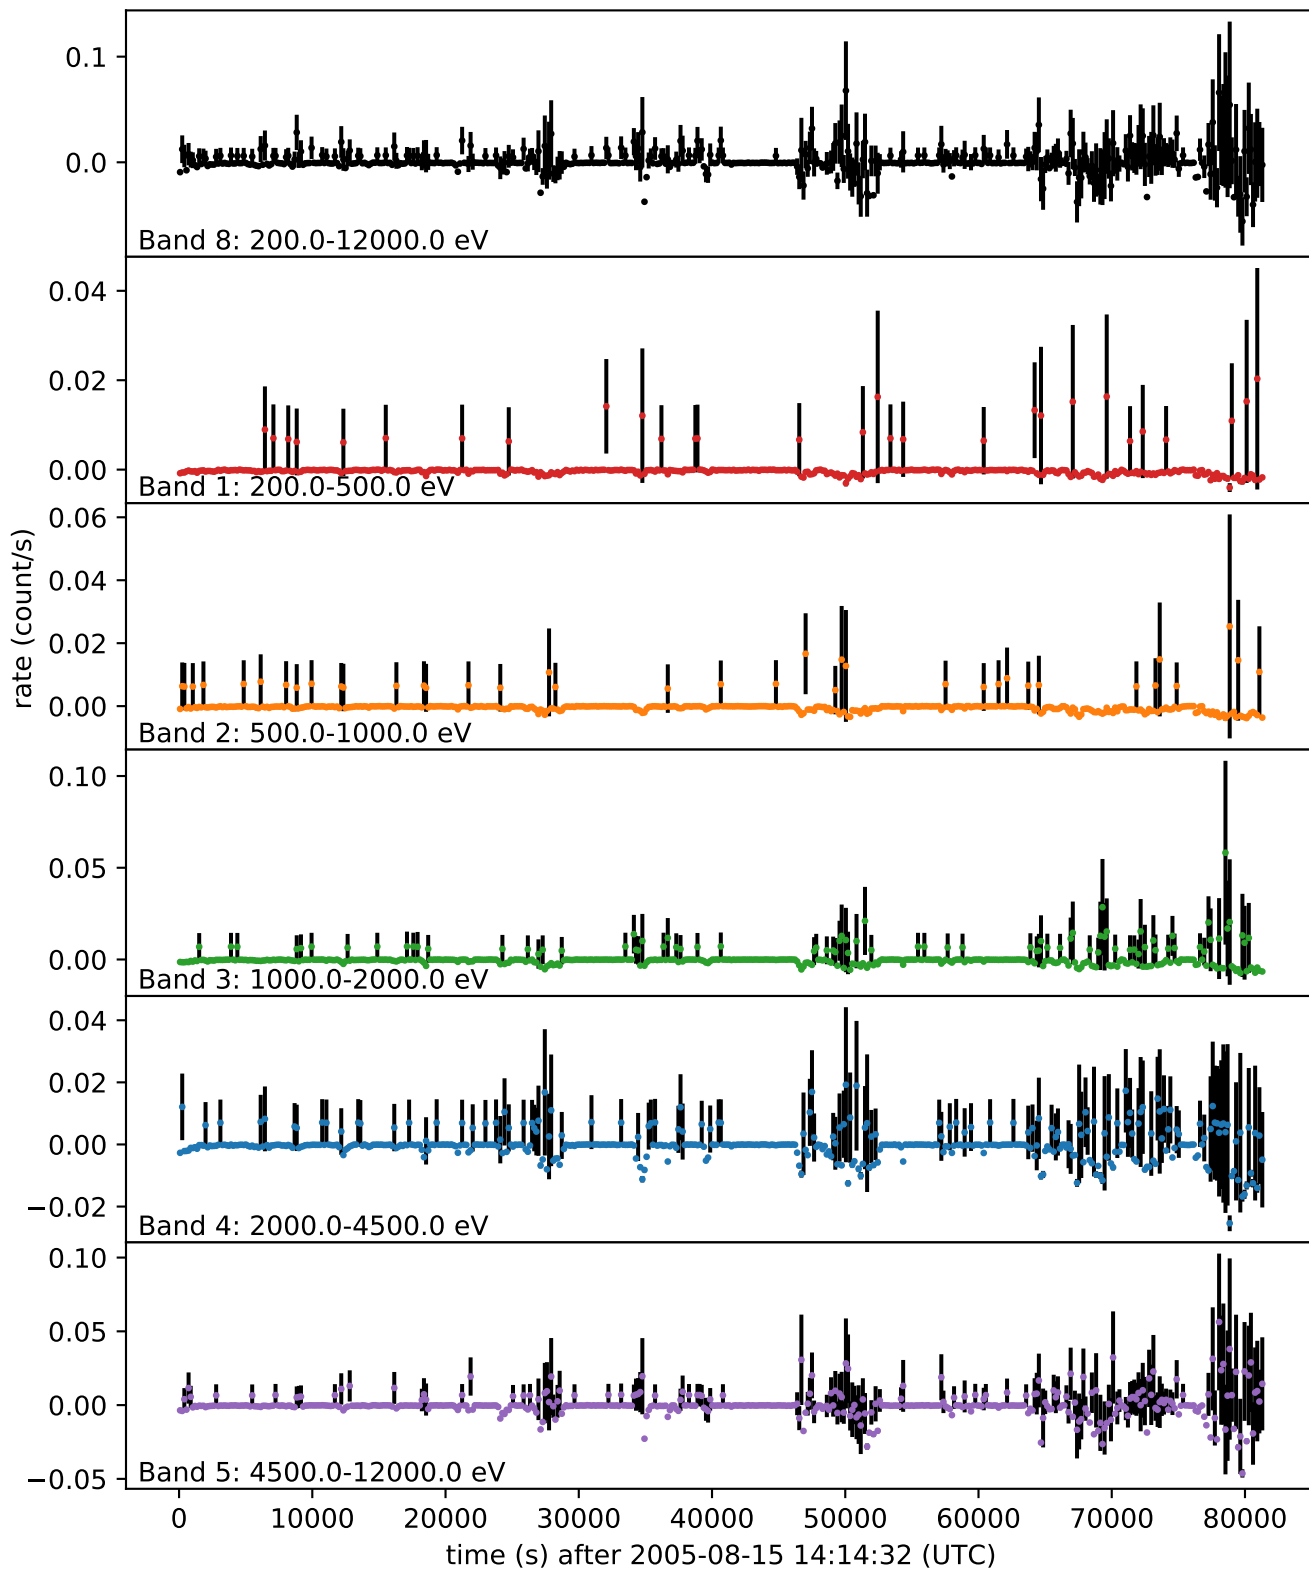 0.1
0.0
Band 8: 200.0-12000.0 eV
0.04
0.02
0.00
Band 1: 200.0-500.0 eV
0.06
0.04
0.02
0.00
Band 2: 500.0-1000.0 eV
rate (count/s)
0.10
0.05
0.00
Band 3: 1000.0-2000.0 eV
0.04
0.02
0.00
−0.02
Band 4: 2000.0-4500.0 eV
0.10
0.05
0.00
−0.05
Band 5: 4500.0-12000.0 eV
0 10000 20000 30000 40000 50000 60000 70000 80000
time (s) after 2005-08-15 14:14:32 (UTC)